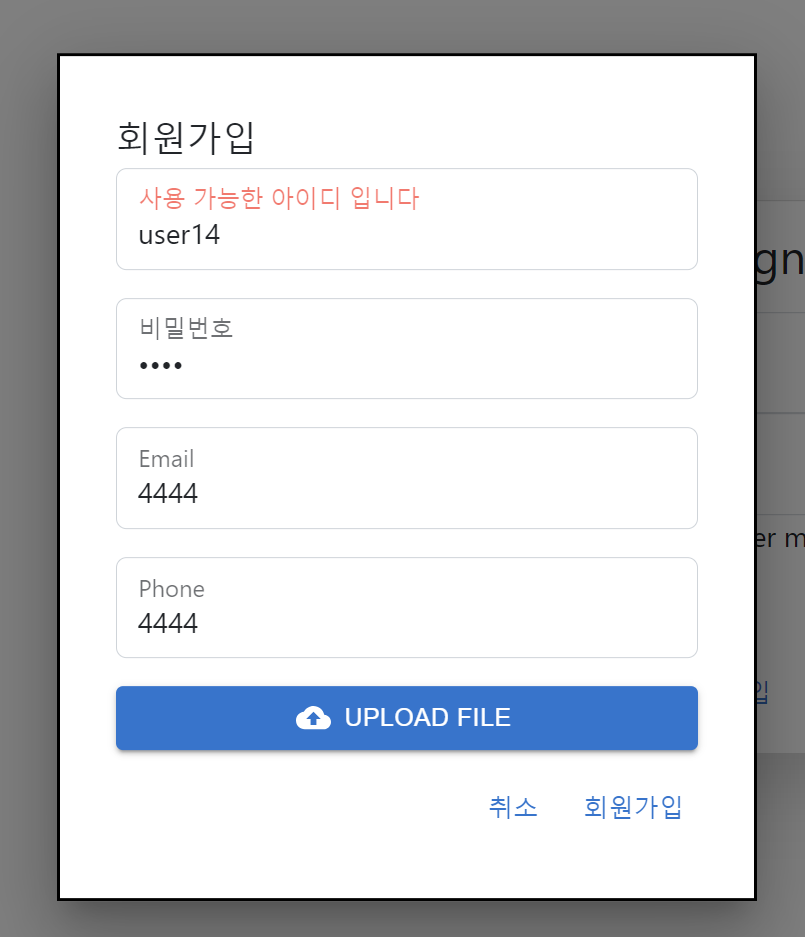 회원가입
사용 가능한 아이디 입니다
user14
비밀번호
••••
Email
4444
Phone
4444
UPLOAD FILE
취소 회원가입
gn
er m
입